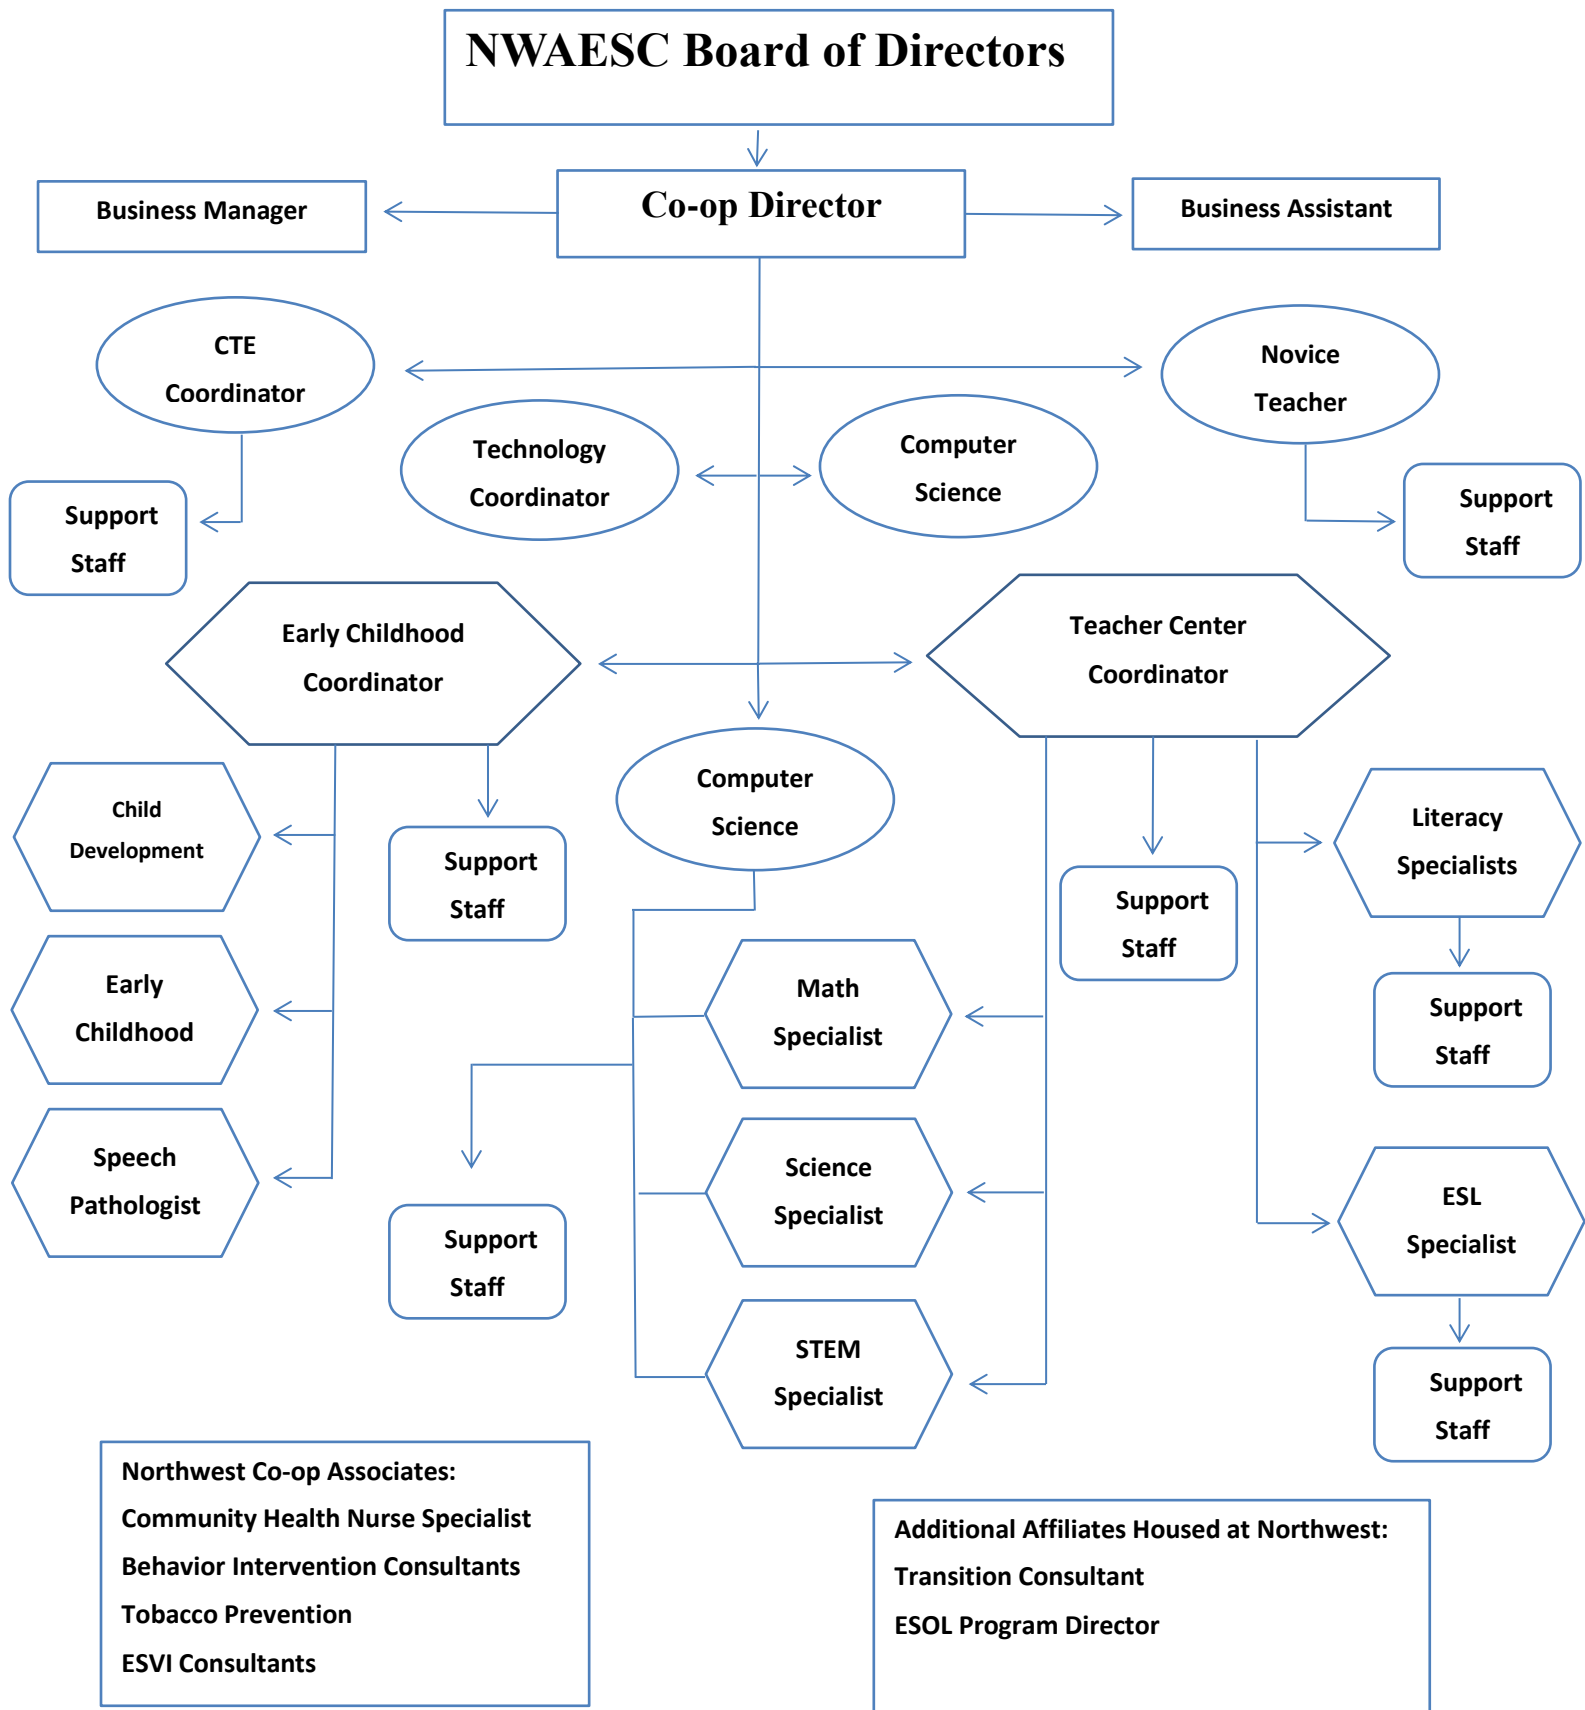 NWAESC Board of Directors
Business Manager
Co-op Director
Business Assistant
CTE
Coordinator
Novice
Teacher
Technology
Coordinator
Computer
Science
Support
Staff
Support
Staff
Early Childhood
Coordinator
Teacher Center
Coordinator
Child
Development
Support
Staff
Computer
Science
Support
Staff
Literacy
Specialists
Early
Childhood
Math
Specialist
Support
Staff
Speech
Pathologist
Support
Staff
Science
Specialist
ESL
Specialist
STEM
Specialist
Support
Staff
Northwest Co-op Associates:
Community Health Nurse Specialist
Behavior Intervention Consultants
Tobacco Prevention
ESVI Consultants
Additional Affiliates Housed at Northwest:
Transition Consultant
ESOL Program Director